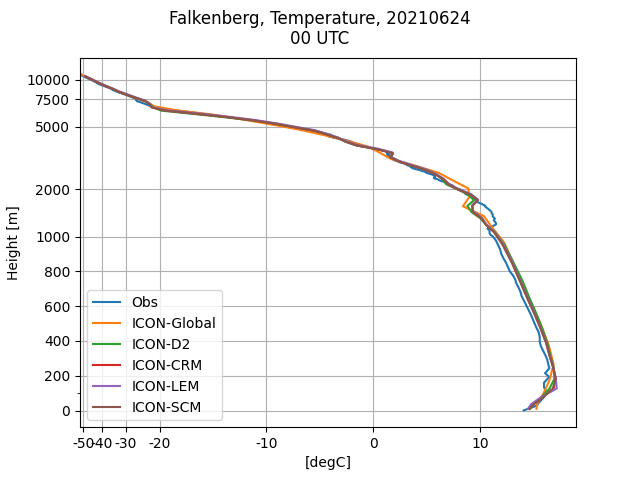 Falkenberg, Temperature, 20210624
00 UTC
Height [m]
10000
7500
5000
2000
1000
800
600
400
200
0
Obs
ICON-Global
ICON-D2
ICON-CRM
ICON-LEM
ICON-SCM
-50 -40 -30 -20 -10 0 10
[degC]